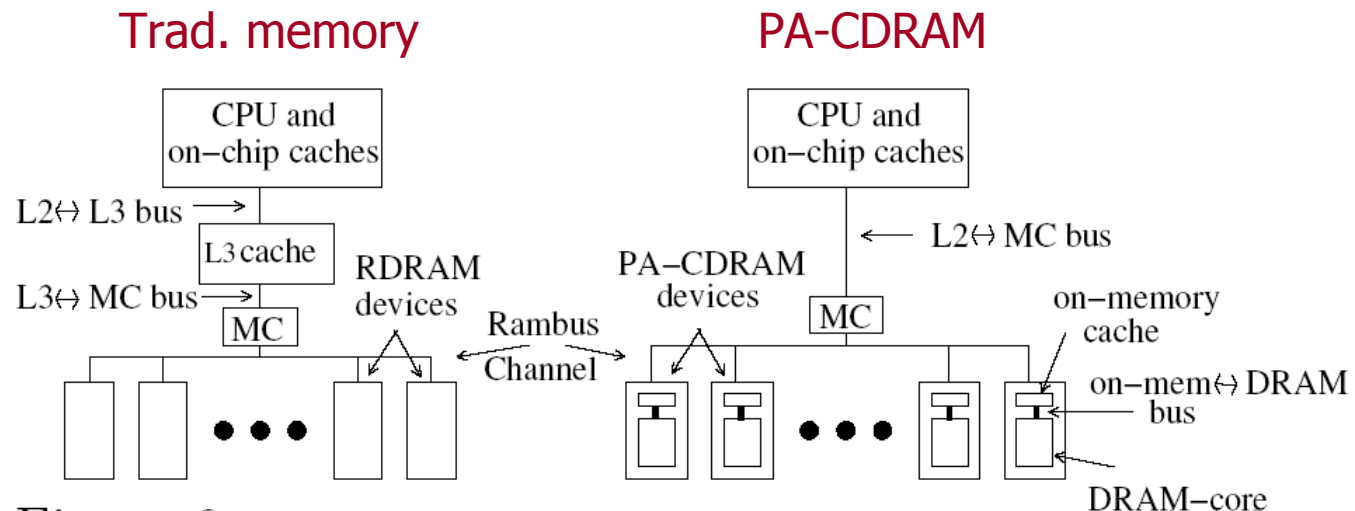 Trad. memory
PA-CDRAM
CPU and
on-chip caches
L2↔ L3 bus
L3 cache
L3↔ MC bus
MC
RDRAM
devices
Rambus
Channel
CPU and
on-chip caches
L2↔ MC bus
PA-CDRAM
devices
MC
on-memory
cache
on-mem↔ DRAM
bus
DRAM-core